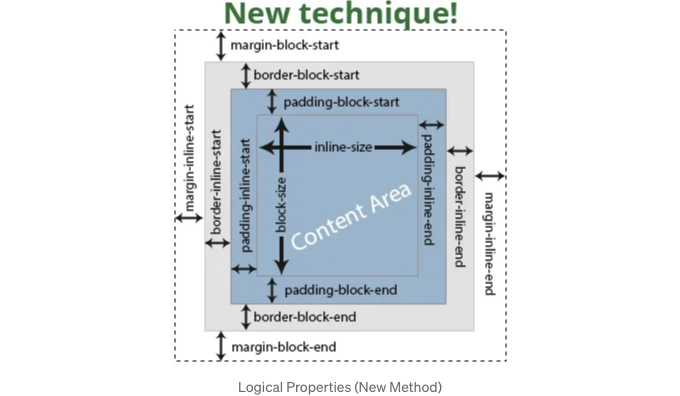 New technique!
margin-block-start
border-block-start
padding-block-start
margin-inline-start
border-inline-start
padding-inline-start
inline-size
block-size
Content Area
padding-inline-end
border-inline-end
margin-inline-end
padding-block-end
border-block-end
margin-block-end
Logical Properties (New Method)